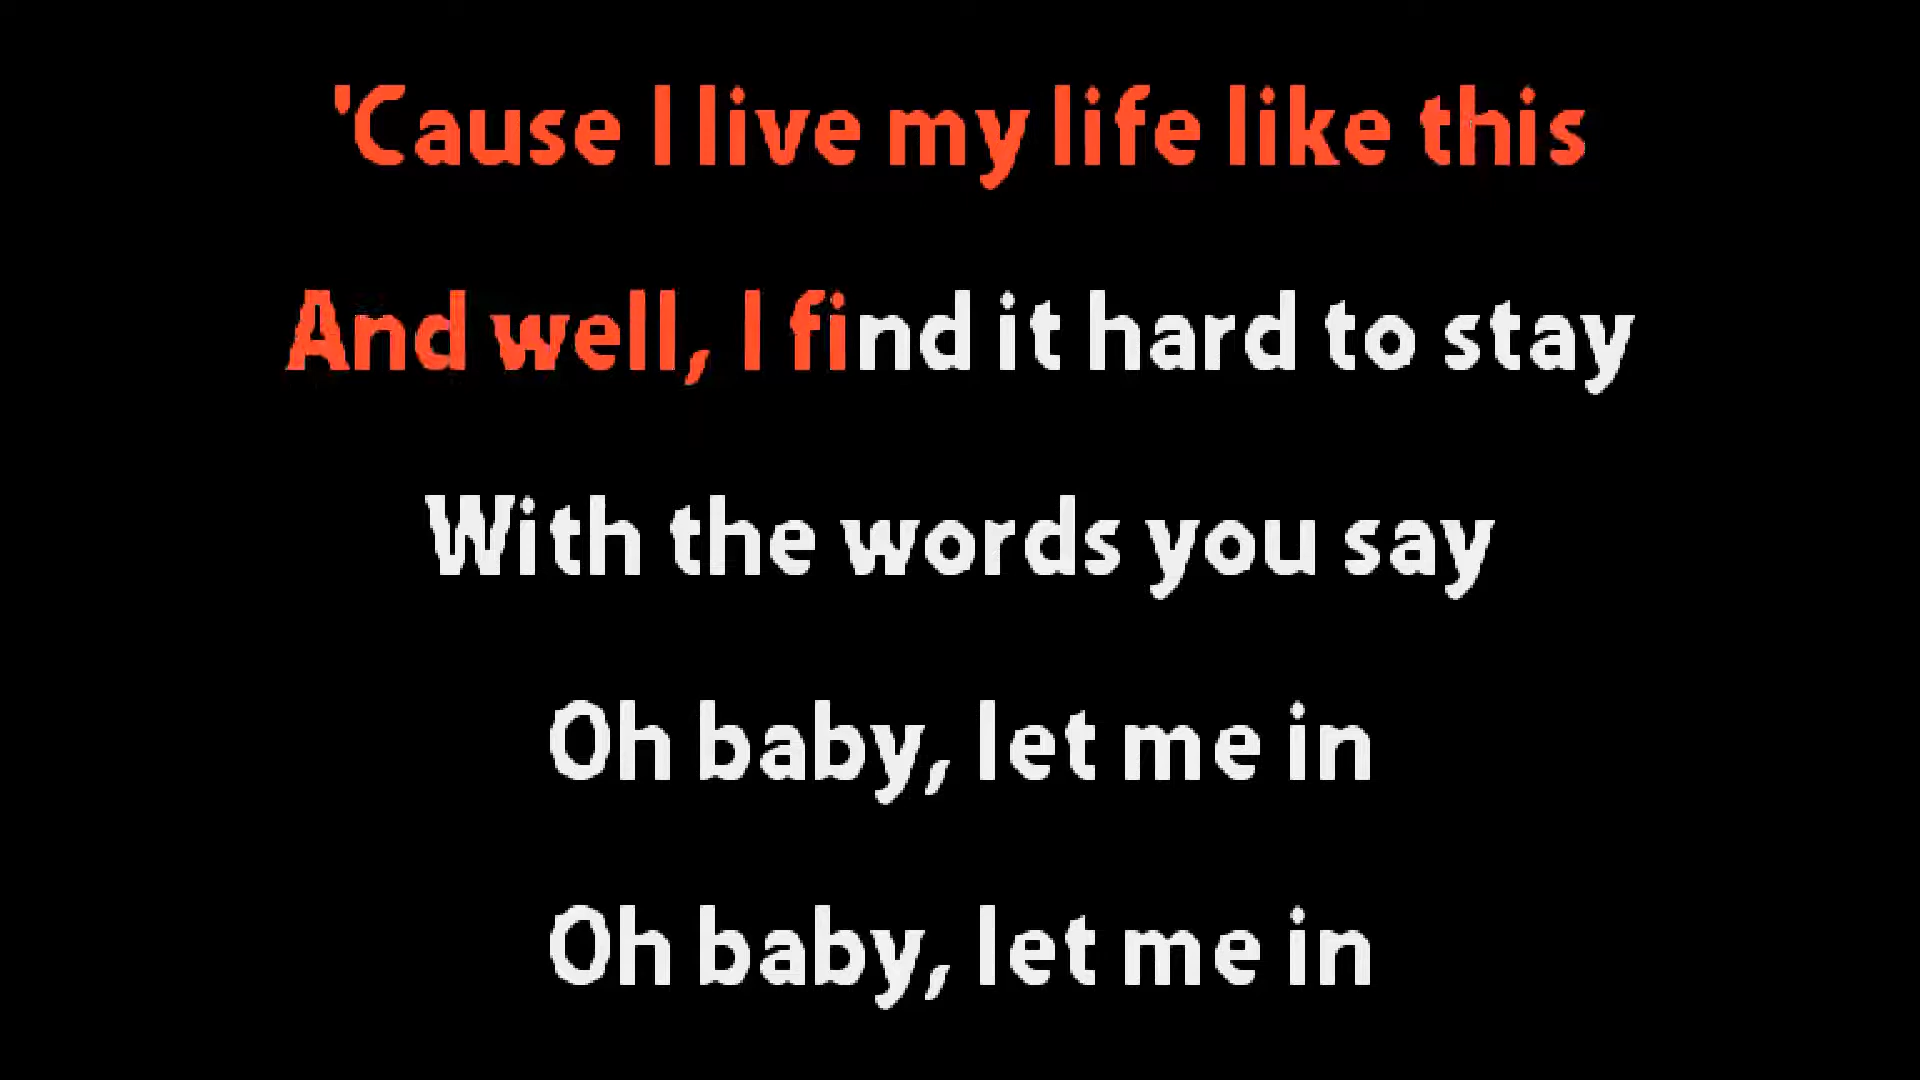 'Cause I live my life like this
And well, I find it hard to stay
With the words you say
Oh baby, let me in
Oh baby, let me in